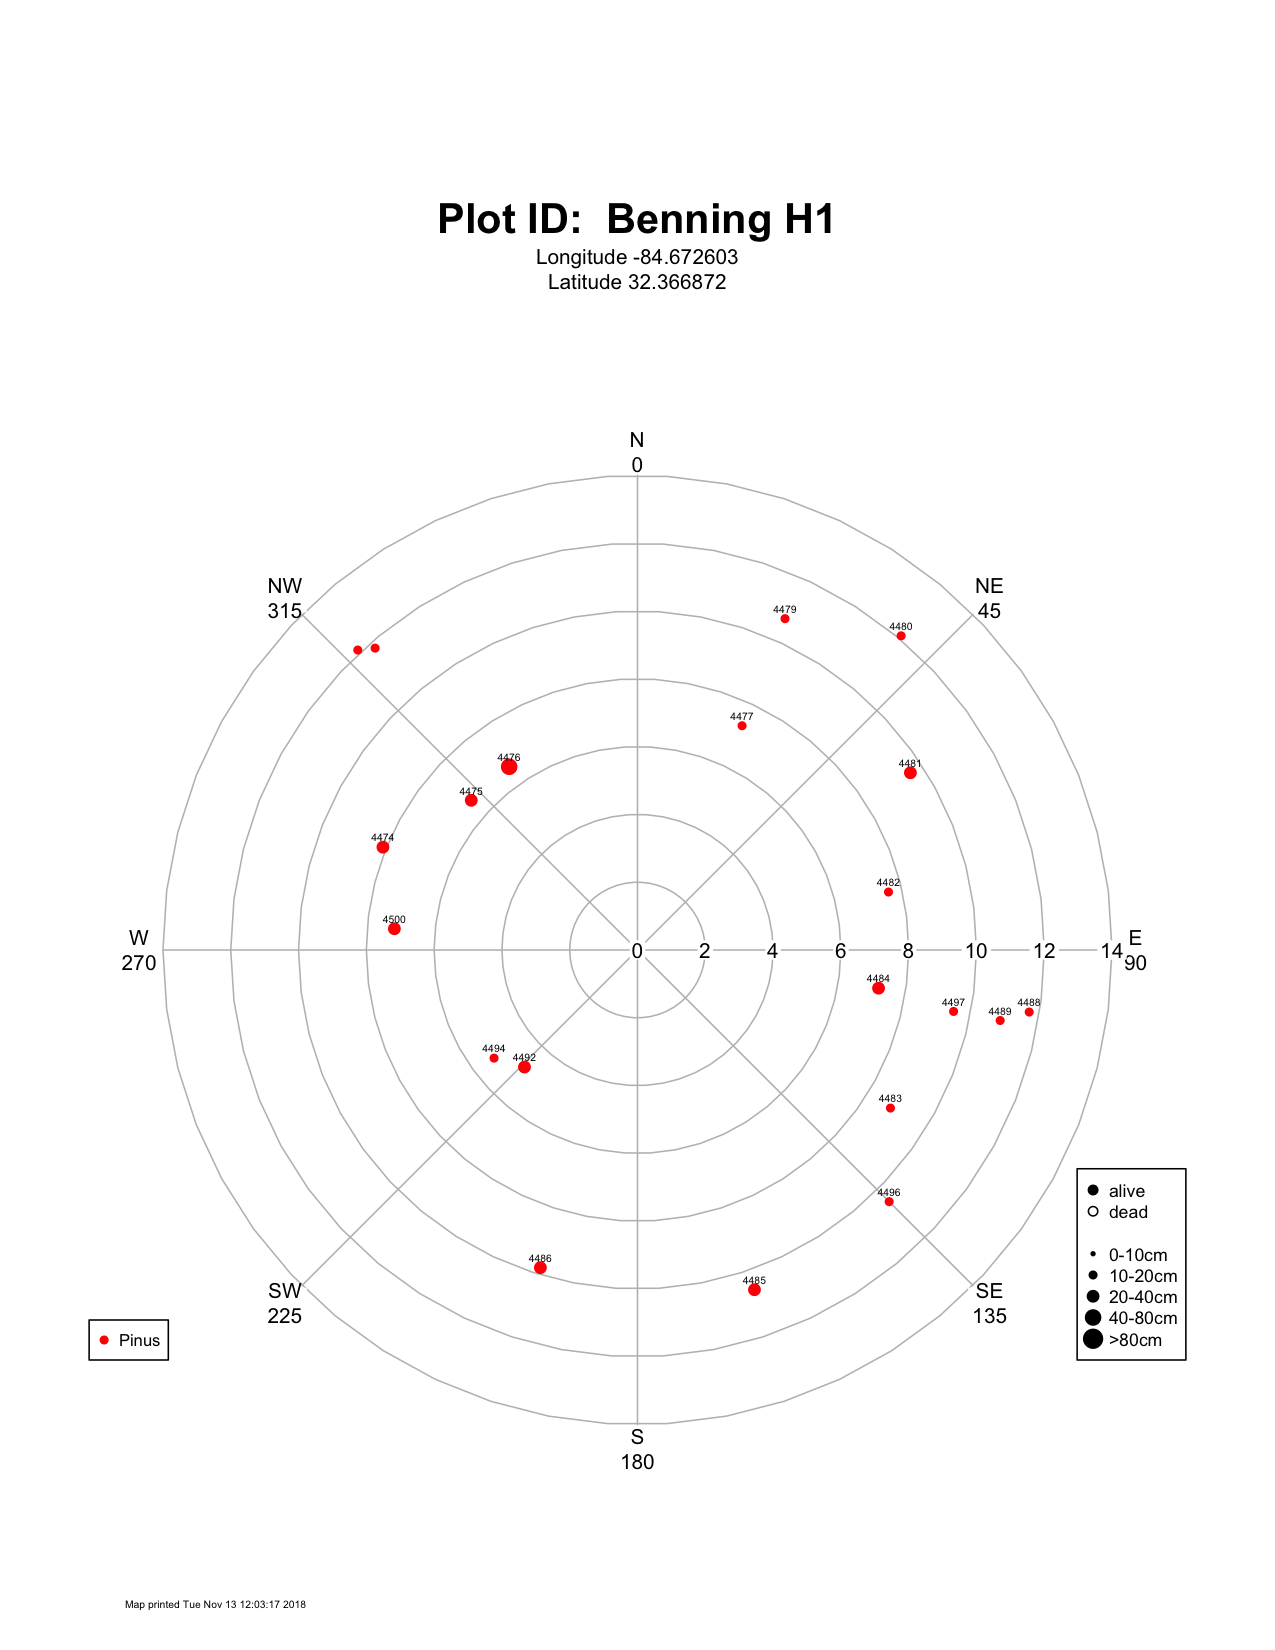 Plot ID:  Benning H1
Longitude -84.672603
Latitude 32.366872
N
0
NW
315
NE
45
4479
4480
4477
4476
4481
4475
4474
4482
4500
W
270
0 2 4 6 8 10 12 14
E
90
4484
4497
4488
4489
4494
4492
4483
4496
4486
4485
alive
dead
0-10cm
10-20cm
20-40cm
40-80cm
>80cm
SW
225
SE
135
Pinus
S
180
Map printed Tue Nov 13 12:03:17 2018